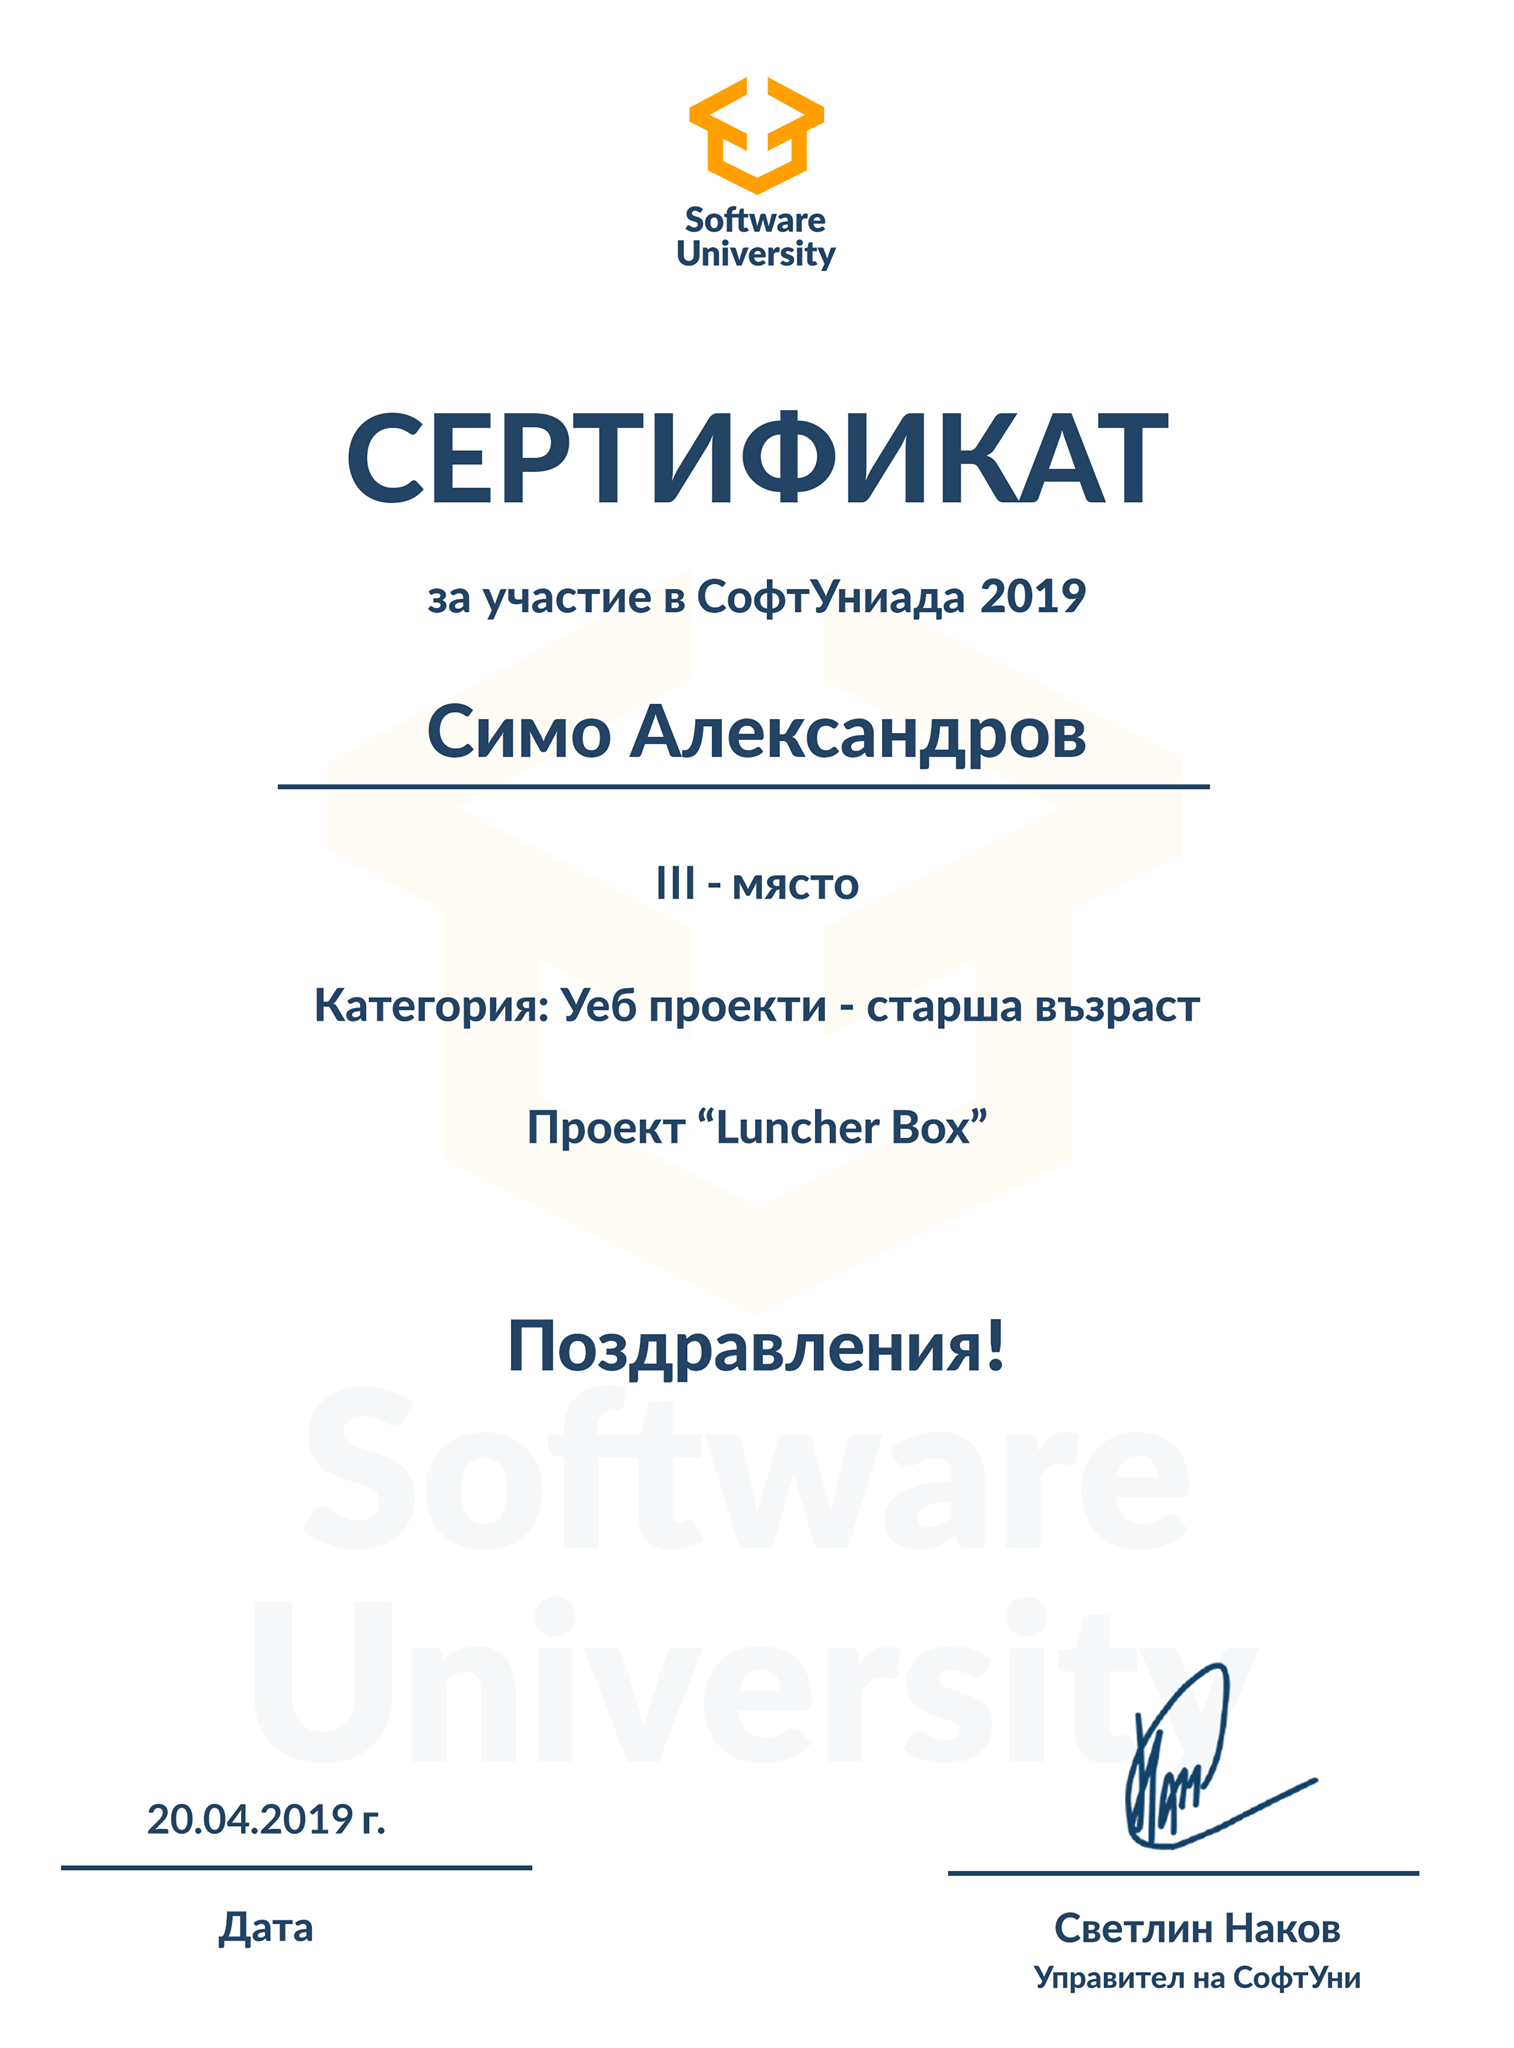 Software
University
СЕРТИФИКАТ
за участие в СофтУниада 2019
Симо Александров
III - място
Категория: Уеб проекти - старша възраст
Проект “Luncher Box”
Поздравления!
Software
University
20.04.2019 г.
Дата
Светлин Наков
Управител на СофтУни